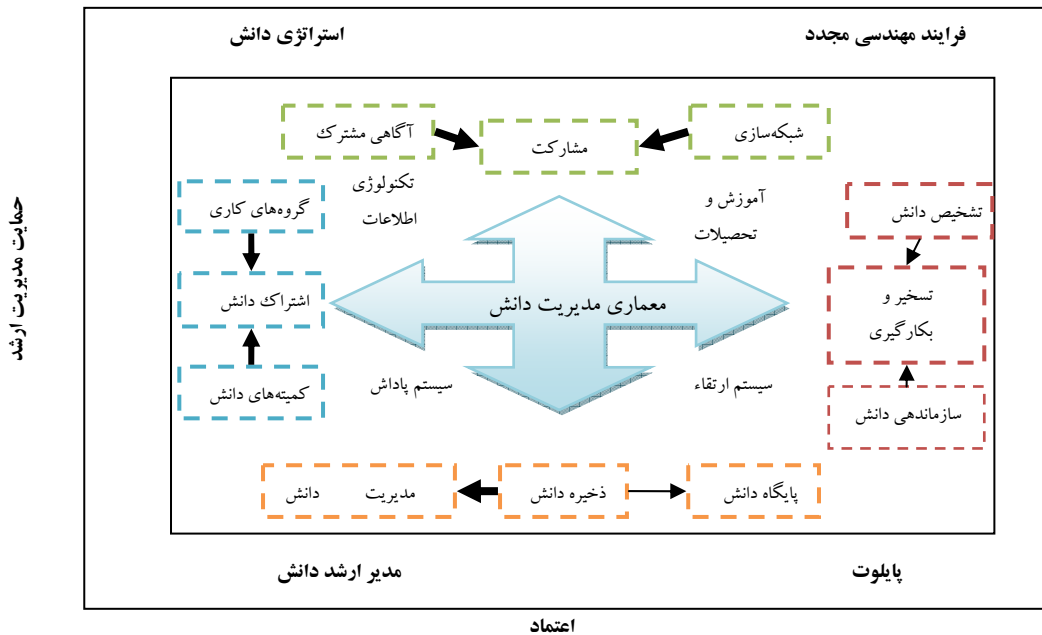 فرایند مهندسی مجدد
استراتژی دانش
شبکه‌سازی
مشارکت
آگاهی مشترک
تکنولوژی
اطلاعات
آموزش و
تحصیلات
تشخیص دانش
تسخیر و
بکارگیری
سازماندهی دانش
گروه‌های کاری
اشتراک دانش
کمیته‌های دانش
معماری مدیریت دانش
سیستم ارتقاء
سیستم پاداش
پایگاه دانش
ذخیره دانش
مدیریت دانش
پایلوت
مدیر ارشد دانش
حمایت مدیریت ارشد
اعتماد